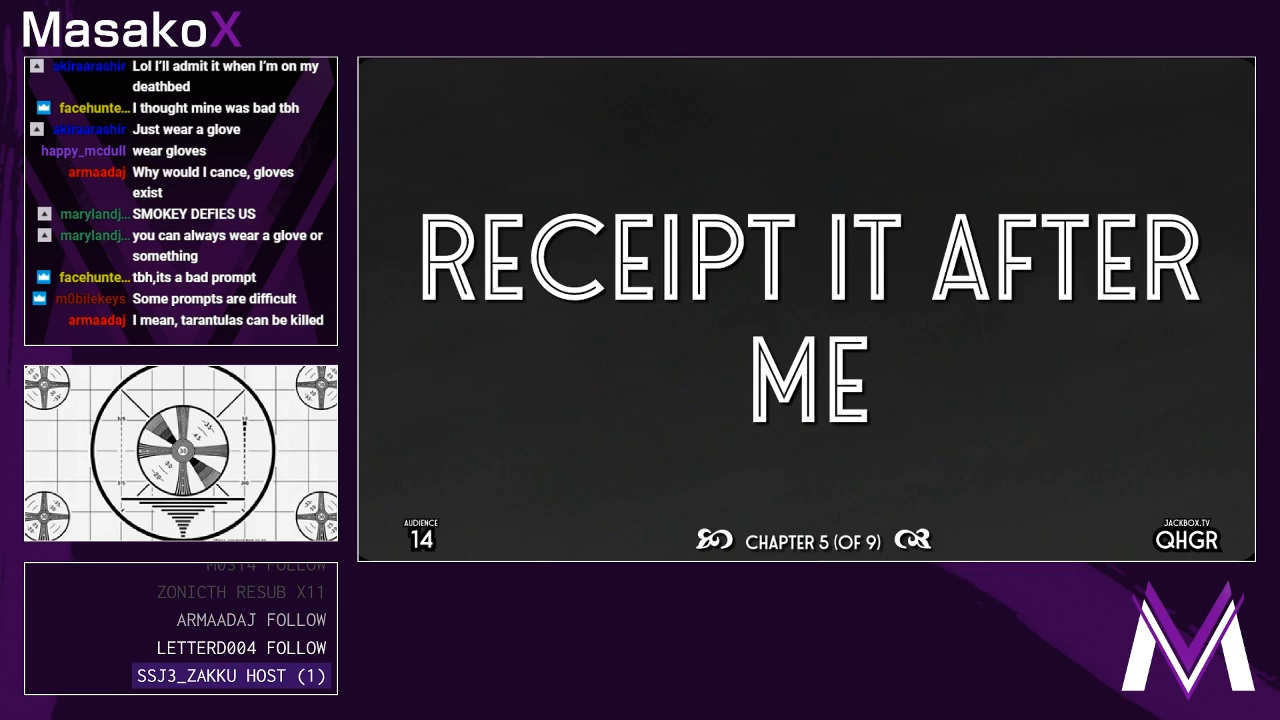 MasakoX
akiraarashir Lol I'll admit it when I'm on my
deathbed
facehunte... I thought mine was bad tbh
akiraarashir Just wear a glove
happy_mcdull wear gloves
armaadaj Why would I cance, gloves
exist
marylandj... SMOKEY DEFIES US
marylandj... you can always wear a glove or
something
facehunte... tbh,its a bad prompt
m0bilekeys Some prompts are difficult
armaadaj I mean, tarantulas can be killed
RECEIPT IT AFTER
ME
AUDIENCE
14
CHAPTER 5 (OF 9)
JACKBOX.TV
QHGR
ZONICTH RESUB X11
ARMAADAJ FOLLOW
LETTERD004 FOLLOW
SSJ3_ZAKKU HOST (1)